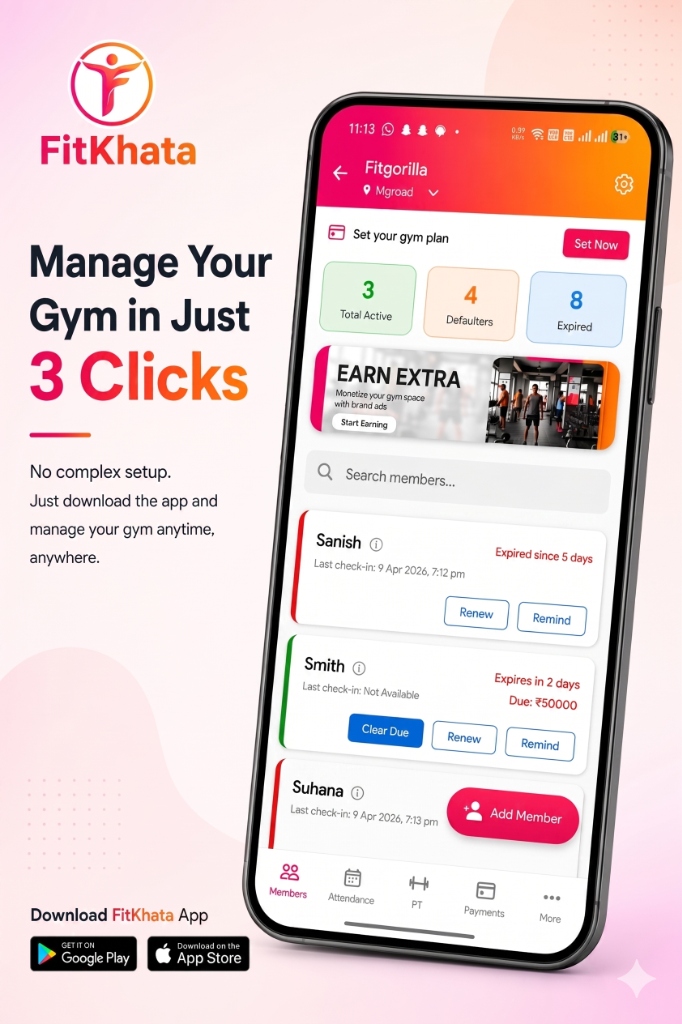 FitKhata
Manage Your
Gym in Just
3 Clicks
No complex setup.
Just download the app and
manage your gym anytime,
anywhere.
Download FitKhata App
GET IT ON
Google Play
Download on the
App Store
11:13
0.99
KB/s
31+
Fitgorilla
Mgroad
Set your gym plan
Set Now
3
Total Active
4
Defaulters
8
Expired
EARN EXTRA
Monetize your gym space
with brand ads
Start Earning
Search members...
Sanish
Expired since 5 days
Last check-in: 9 Apr 2026, 7:12 pm
Renew
Remind
Smith
Expires in 2 days
Last check-in: Not Available
Due: ₹50000
Clear Due
Renew
Remind
Suhana
Last check-in: 9 Apr 2026, 7:13 pm
Add Member
Members
Attendance
PT
Payments
More